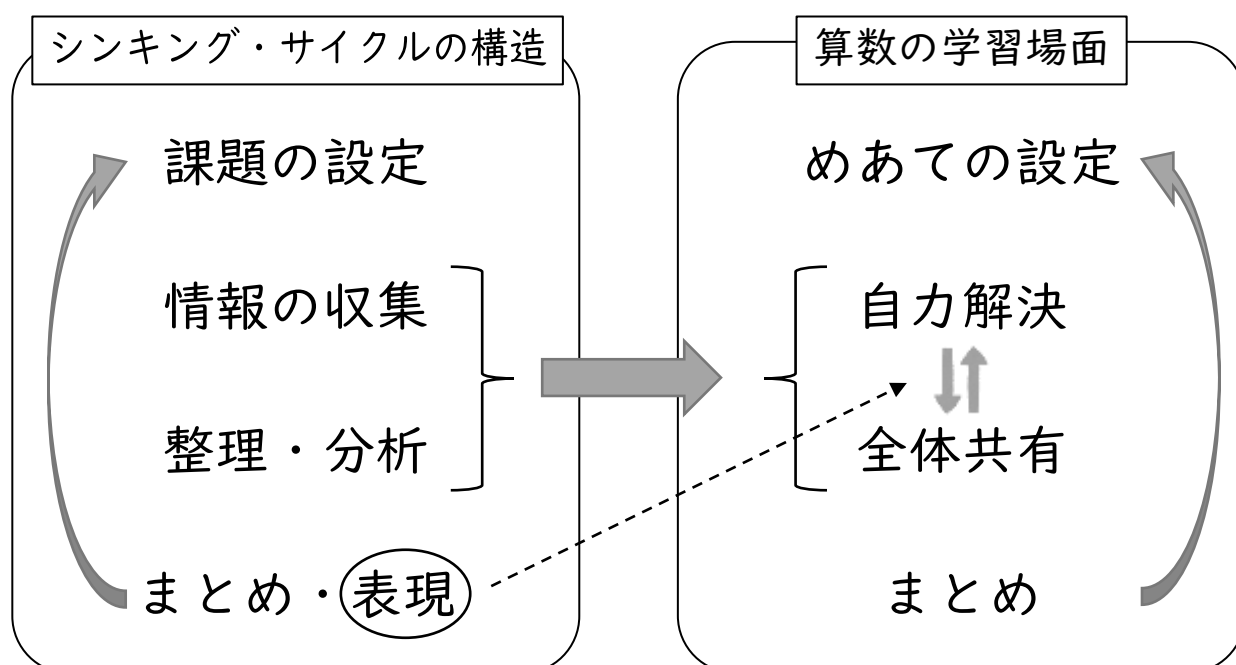 シンキング・サイクルの構造
課題の設定
情報の収集
整理・分析
まとめ・表現
算数の学習場面
めあての設定
自力解決
全体共有
まとめ